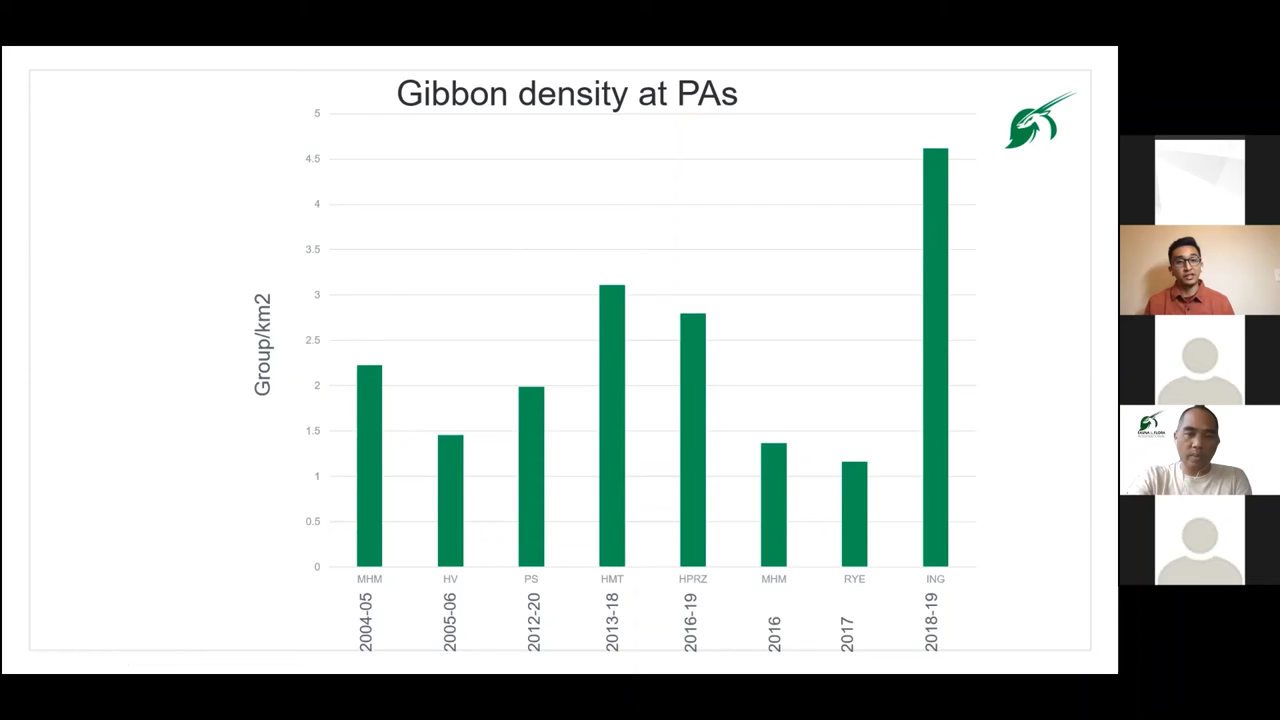 Gibbon density at PAs
5
4.5
4
3.5
3
2.5
2
1.5
1
0.5
0
Group/km2
MHM HV PS HMT HPRZ MHM RYE ING
2004-05 2005-06 2012-20 2013-18 2016-19 2016 2017 2018-19